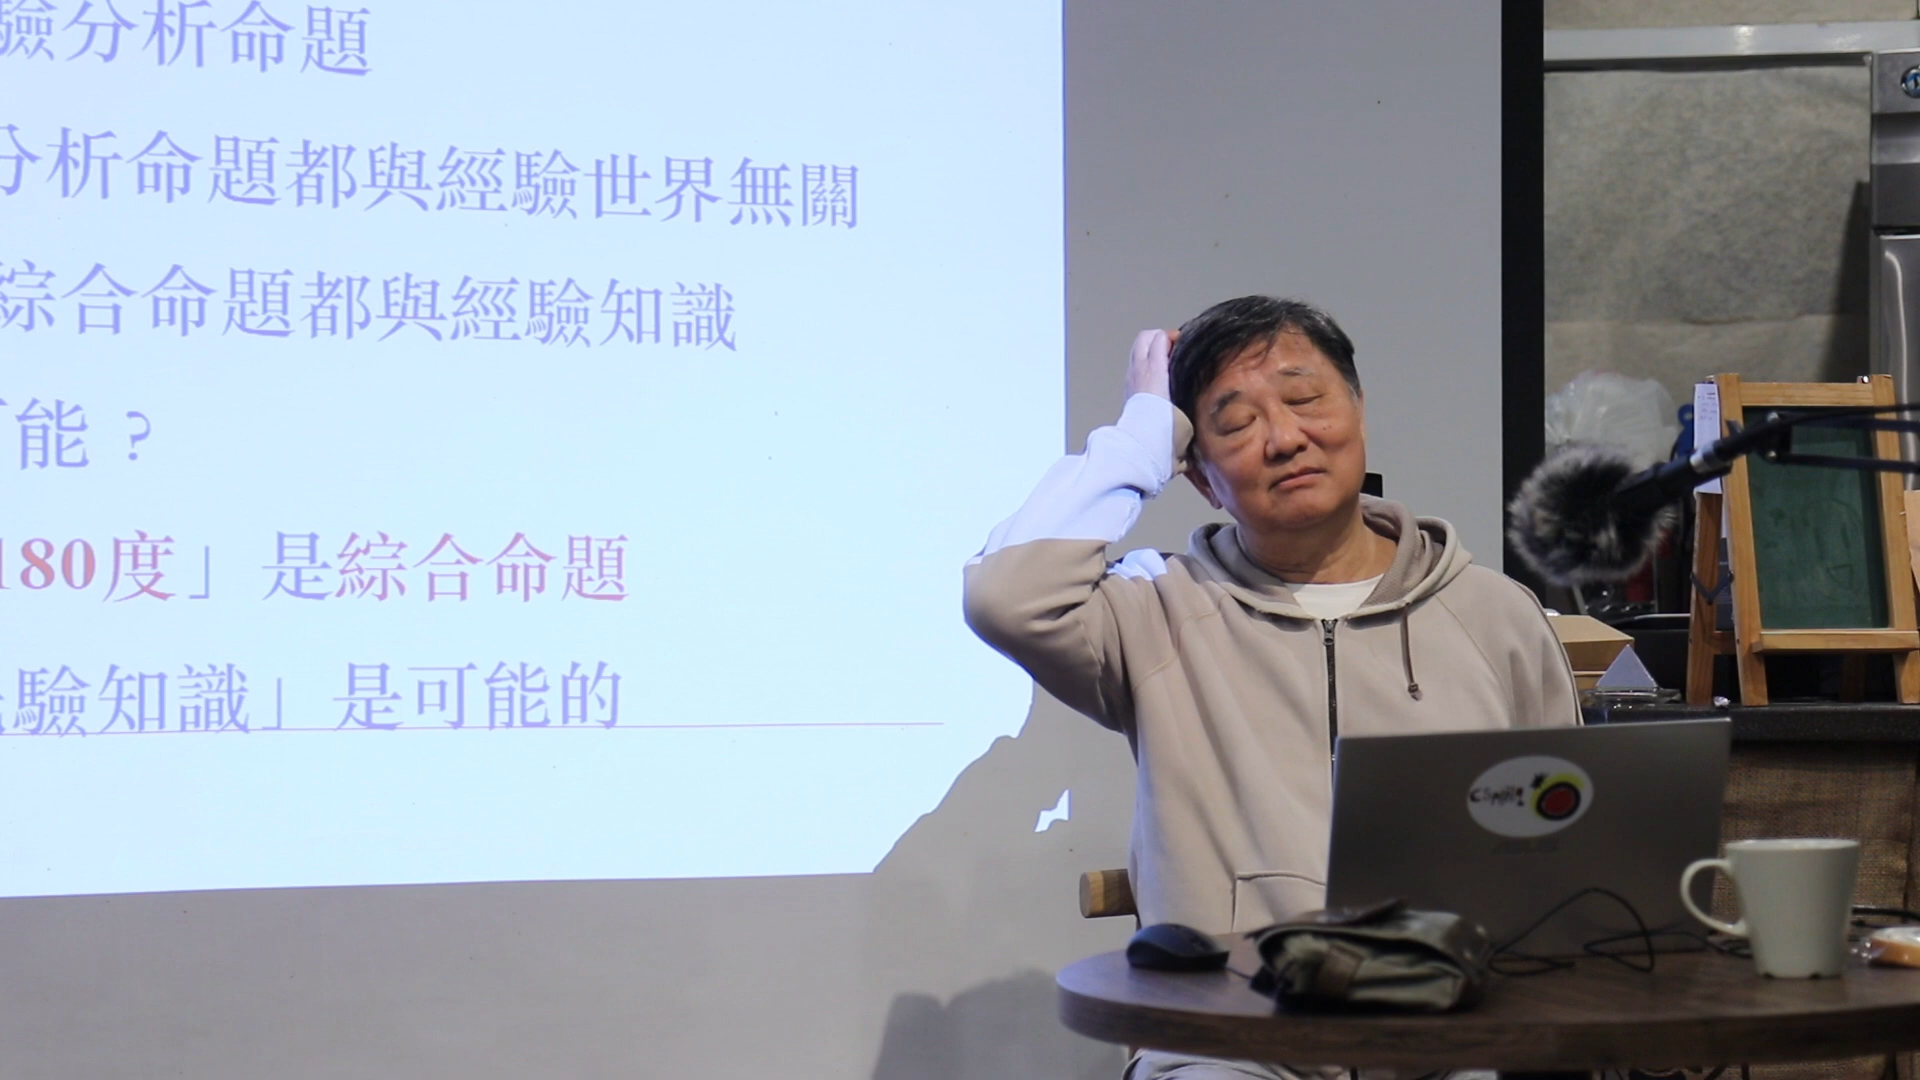 驗分析命題
分析命題都與經驗世界無關
綜合命題都與經驗知識
可能？
180度」是綜合命題
驗知識」是可能的